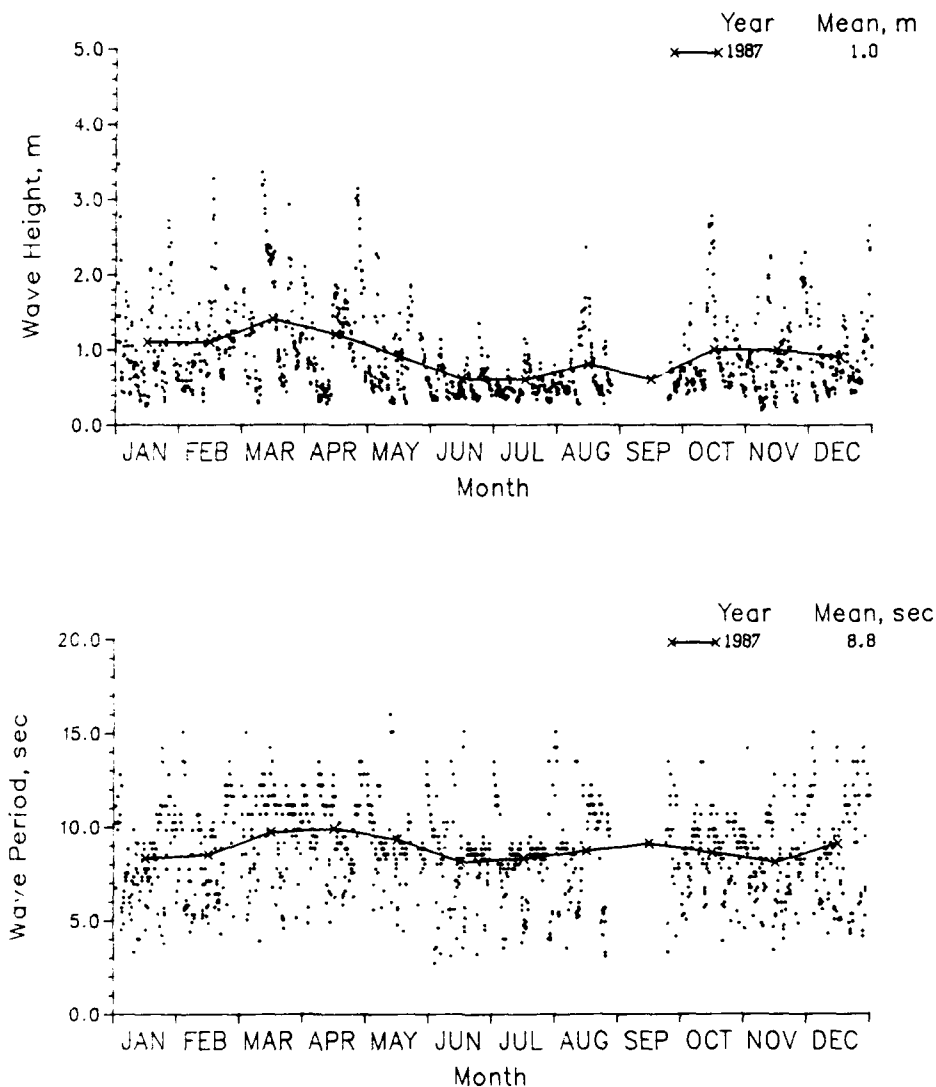 Year Mean, m
1987 1.0
5.0
4.0
3.0
2.0
1.0
0.0
Wave Height, m
JAN FEB MAR APR MAY JUN JUL AUG SEP OCT NOV DEC
Month
Year Mean, sec
1987 8.8
20.0
15.0
10.0
5.0
0.0
Wave Period, sec
JAN FEB MAR APR MAY JUN JUL AUG SEP OCT NOV DEC
Month